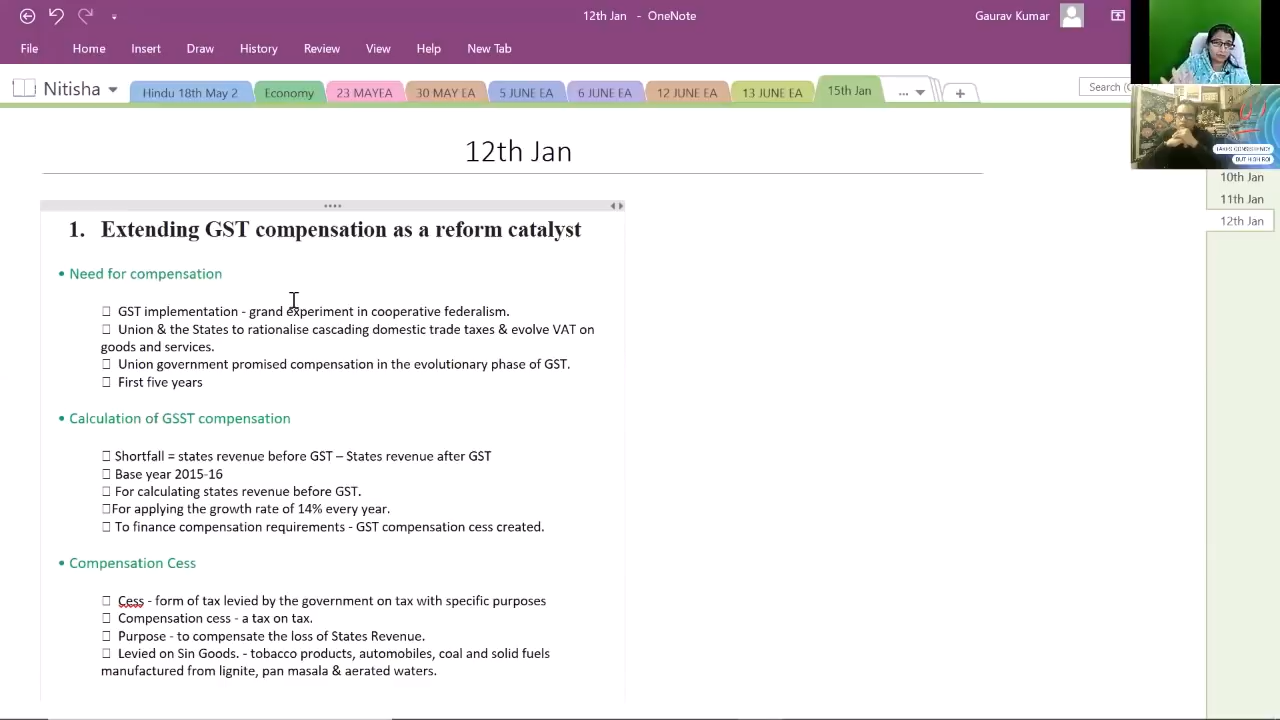 12th Jan - OneNote
Gaurav Kumar
File Home Insert Draw History Review View Help New Tab
Nitisha
Hindu 18th May 2 Economy 23 MAYEA 30 MAY EA 5 JUNE EA 6 JUNE EA 12 JUNE EA 13 JUNE EA 15th Jan ...
Search (
TAKES CONSISTENCY
BUT HIGH ROI
10th Jan
11th Jan
12th Jan
12th Jan
1. Extending GST compensation as a reform catalyst
• Need for compensation
GST implementation - grand experiment in cooperative federalism.
Union & the States to rationalise cascading domestic trade taxes & evolve VAT on
goods and services.
Union government promised compensation in the evolutionary phase of GST.
First five years
• Calculation of GSST compensation
Shortfall = states revenue before GST – States revenue after GST
Base year 2015-16
For calculating states revenue before GST.
For applying the growth rate of 14% every year.
To finance compensation requirements - GST compensation cess created.
• Compensation Cess
Cess - form of tax levied by the government on tax with specific purposes
Compensation cess - a tax on tax.
Purpose - to compensate the loss of States Revenue.
Levied on Sin Goods. - tobacco products, automobiles, coal and solid fuels
manufactured from lignite, pan masala & aerated waters.